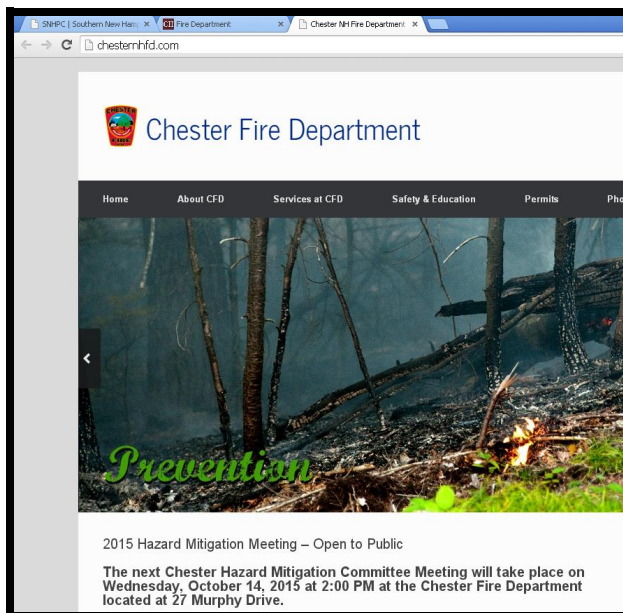 SNHPC | Southern New Ham
Fire Department
Chester NH Fire Department
chesternhfd.com
CHESTER
FIRE
Chester Fire Department
Home About CFD Services at CFD Safety & Education Permits Pho
Prevention
2015 Hazard Mitigation Meeting – Open to Public
The next Chester Hazard Mitigation Committee Meeting will take place on
Wednesday, October 14, 2015 at 2:00 PM at the Chester Fire Department
located at 27 Murphy Drive.